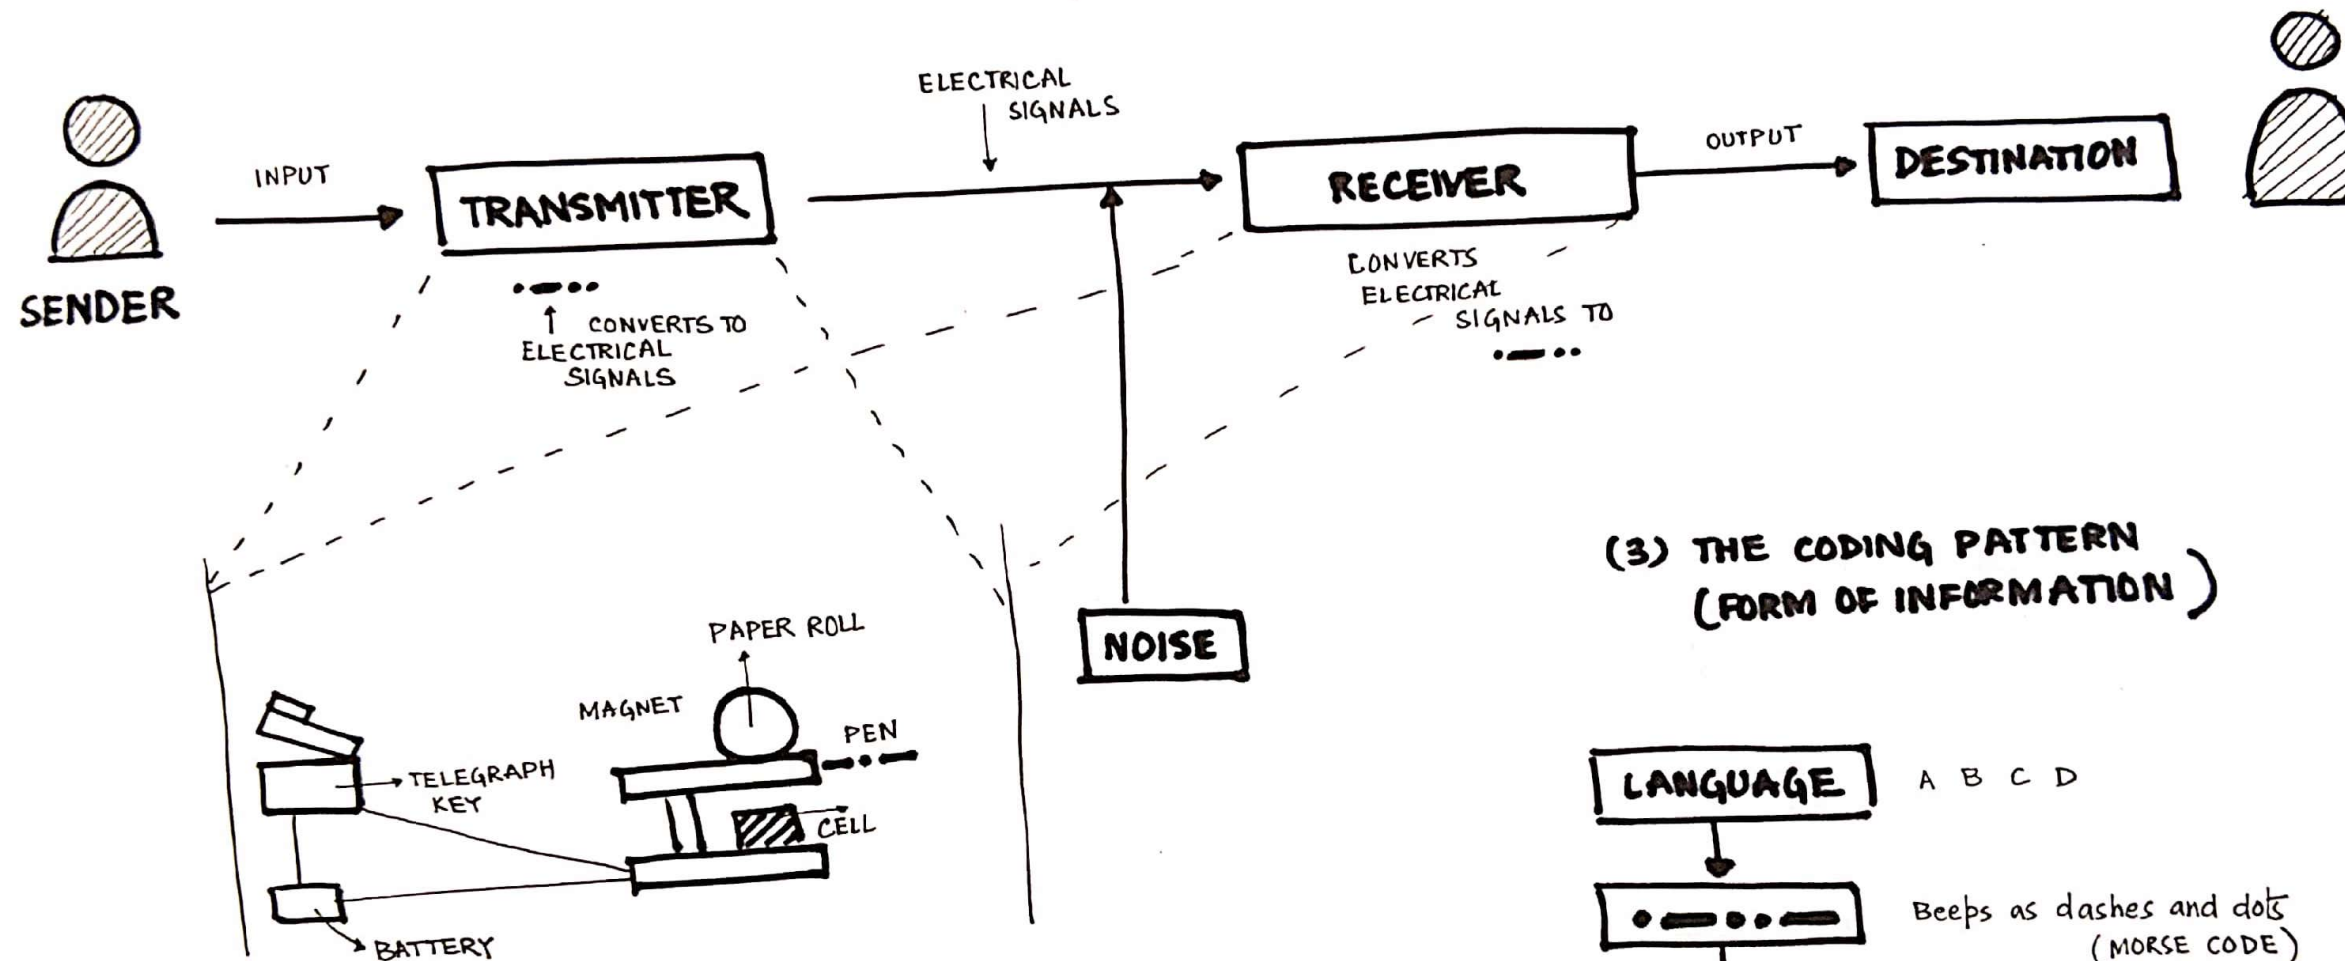 ELECTRICAL
SIGNALS
INPUT
OUTPUT
TRANSMITTER
RECEIVER
DESTINATION
SENDER
CONVERTS TO
ELECTRICAL
SIGNALS
CONVERTS
ELECTRICAL
SIGNALS TO
(3) THE CODING PATTERN
(FORM OF INFORMATION)
NOISE
PAPER ROLL
MAGNET
PEN
TELEGRAPH
KEY
CELL
BATTERY
LANGUAGE A B C D
Beeps as dashes and dots
(MORSE CODE)